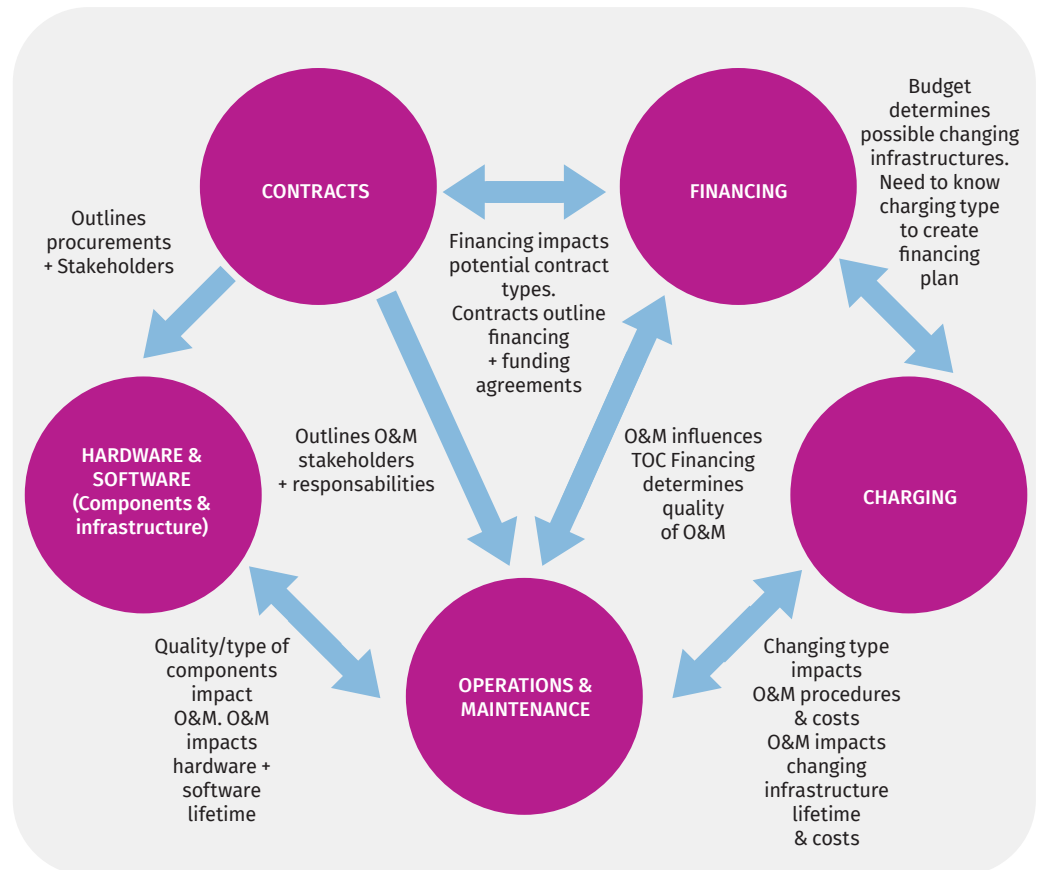 CONTRACTS
FINANCING
Budget
determines
possible changing
infrastructures.
Need to know
charging type
to create
financing
plan
Outlines
procurements
+ Stakeholders
Financing impacts
potential contract
types.
Contracts outline
financing
+ funding
agreements
HARDWARE &
SOFTWARE
(Components &
infrastructure)
Outlines O&M
stakeholders
+ responsabilities
O&M influences
TOC Financing
determines
quality
of O&M
CHARGING
Quality/type of
components
impact
O&M. O&M
impacts
hardware +
software
lifetime
OPERATIONS &
MAINTENANCE
Changing type
impacts
O&M procedures
& costs
O&M impacts
changing
infrastructure
lifetime
& costs